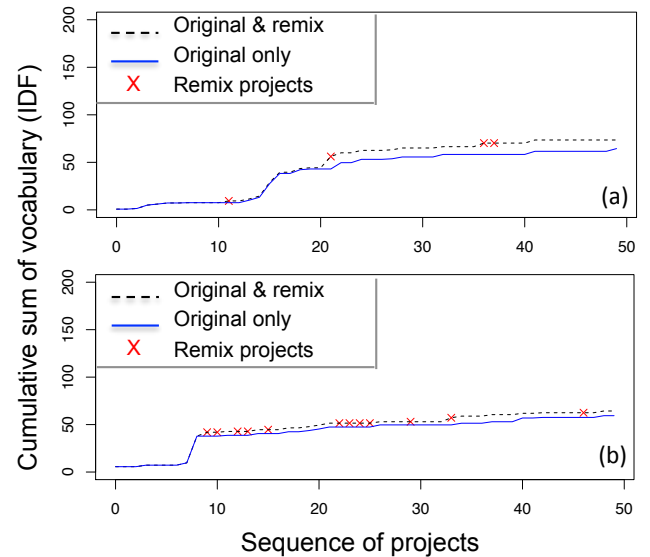 Cumulative sum of vocabulary (IDF)
200
150
100
50
0
Original & remix
Original only
X Remix projects
(a)
0 10 20 30 40 50
200
150
100
50
0
Original & remix
Original only
X Remix projects
(b)
0 10 20 30 40 50
Sequence of projects